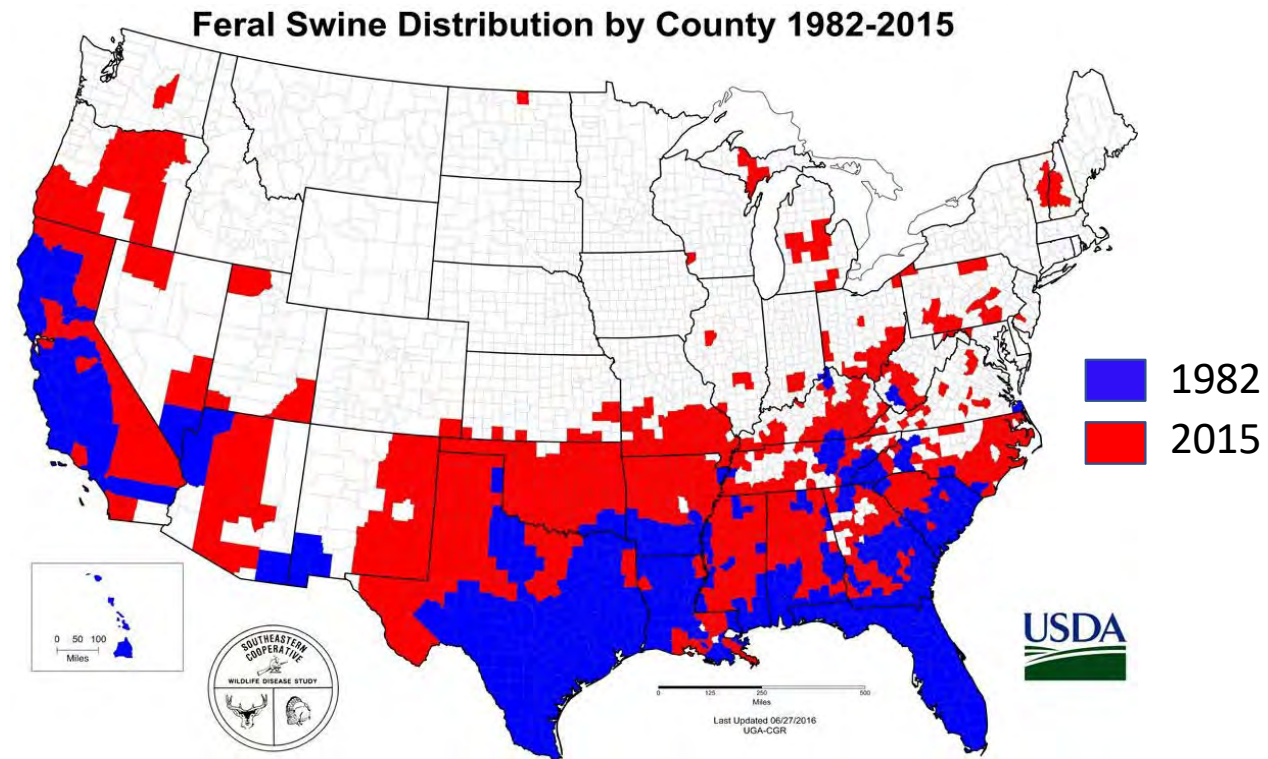 Feral Swine Distribution by County 1982-2015
1982
2015
0 50 100
Miles
SOUTHEASTERN
COOPERATIVE
WILDLIFE DISEASE STUDY
USDA
0 125 250 500
Miles
Last Updated 06/27/2016
UGA-CGR